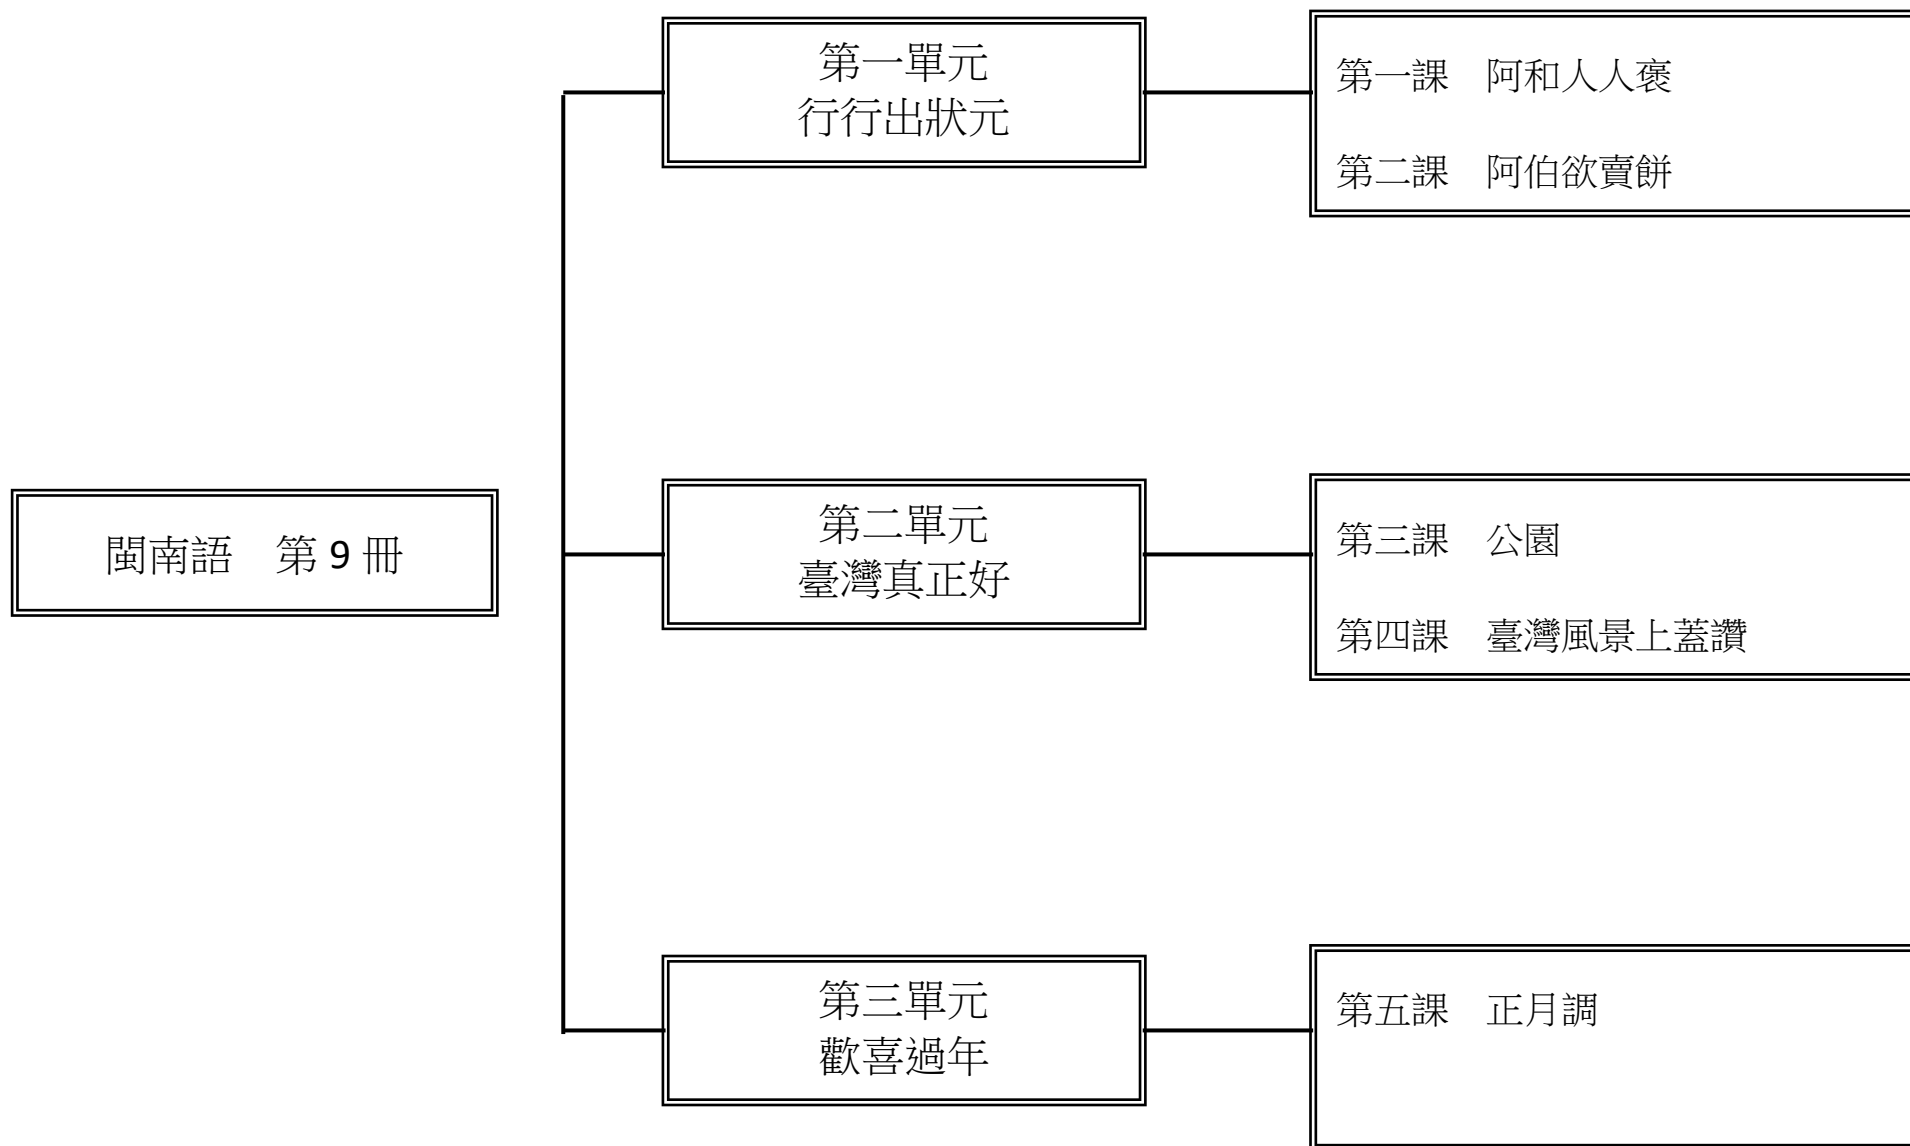 閩南語　第 9 冊
第一單元
行行出狀元
第一課　阿和人人褒
第二課　阿伯欲賣餅
第二單元
臺灣真正好
第三課　公園
第四課　臺灣風景上蓋讚
第三單元
歡喜過年
第五課　正月調